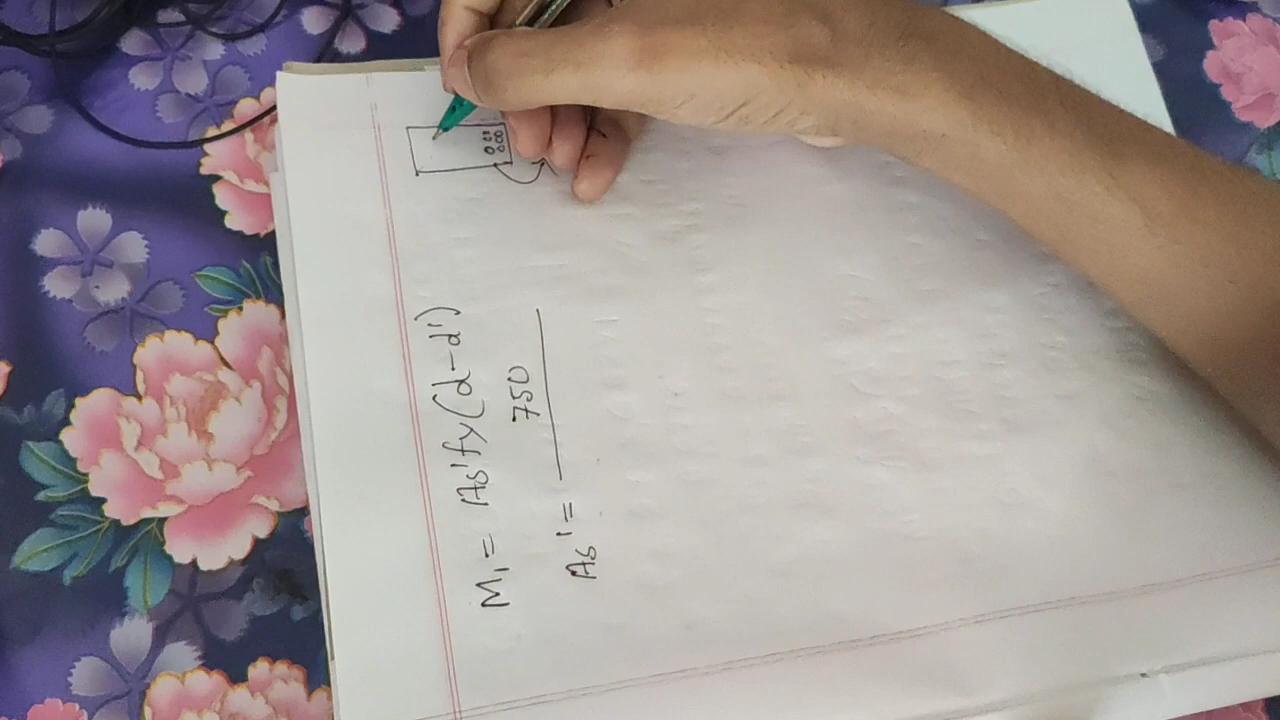 M₁ = As'fy(d-d')
750
As' =